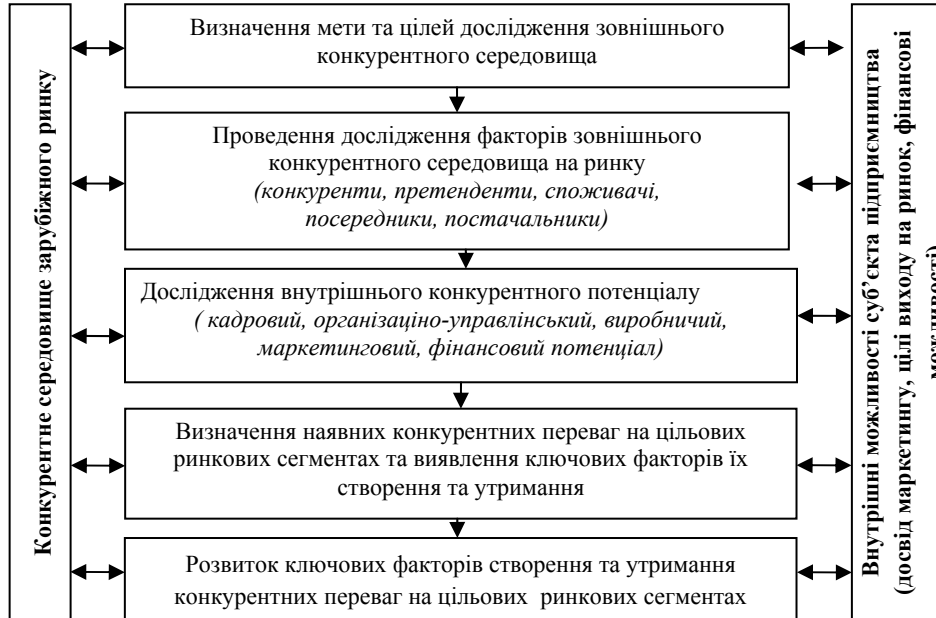 Конкурентне середовище зарубіжного ринку
Визначення мети та цілей дослідження зовнішнього
конкурентного середовища
Проведення дослідження факторів зовнішнього
конкурентного середовища на ринку
(конкуренти, претенденти, споживачі,
посередники, постачальники)
Дослідження внутрішнього конкурентного потенціалу
( кадровий, організаціно-управлінський, виробничий,
маркетинговий, фінансовий потенціал)
Визначення наявних конкурентних переваг на цільових
ринкових сегментах та виявлення ключових факторів їх
створення та утримання
Розвиток ключових факторів створення та утримання
конкурентних переваг на цільових ринкових сегментах
Внутрішні можливості суб’єкта підприємництва
(досвід маркетингу, цілі виходу на ринок, фінансові
можливості)